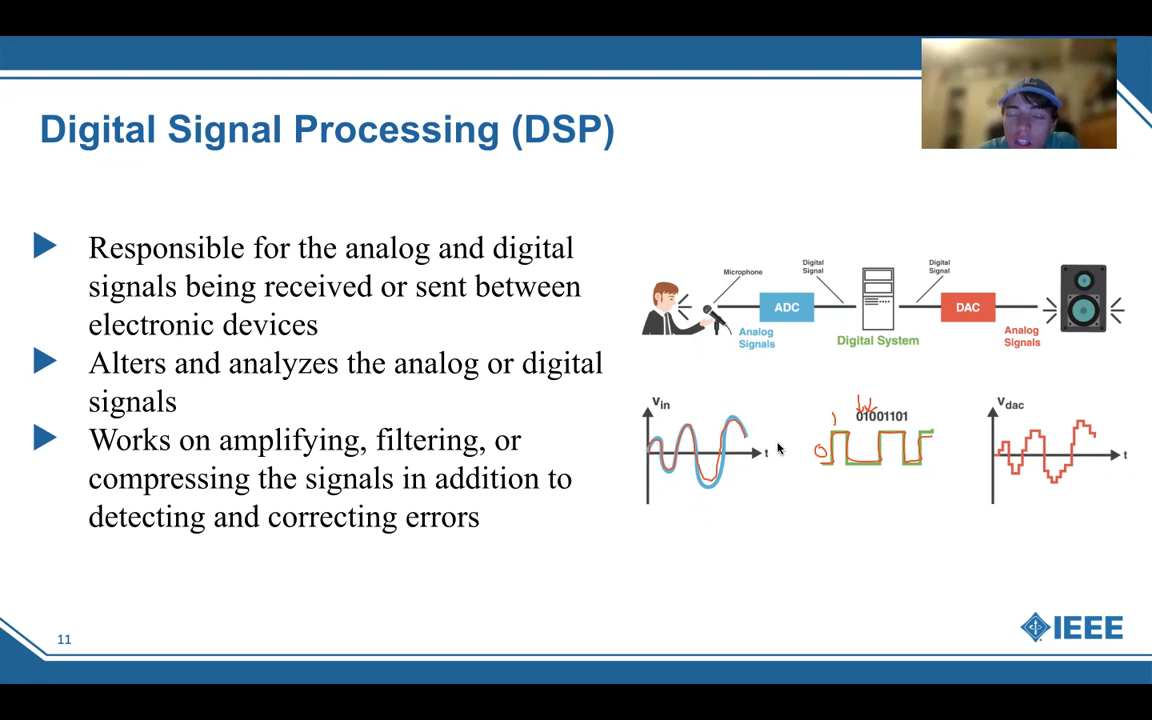 Digital Signal Processing (DSP)
Responsible for the analog and digital
signals being received or sent between
electronic devices
Alters and analyzes the analog or digital
signals
Works on amplifying, filtering, or
compressing the signals in addition to
detecting and correcting errors
Microphone
Digital
Signal
Digital
Signal
ADC
DAC
Analog
Signals
Digital System
Analog
Signals
Vin
t
01001101
1
0
Vdac
t
11
IEEE